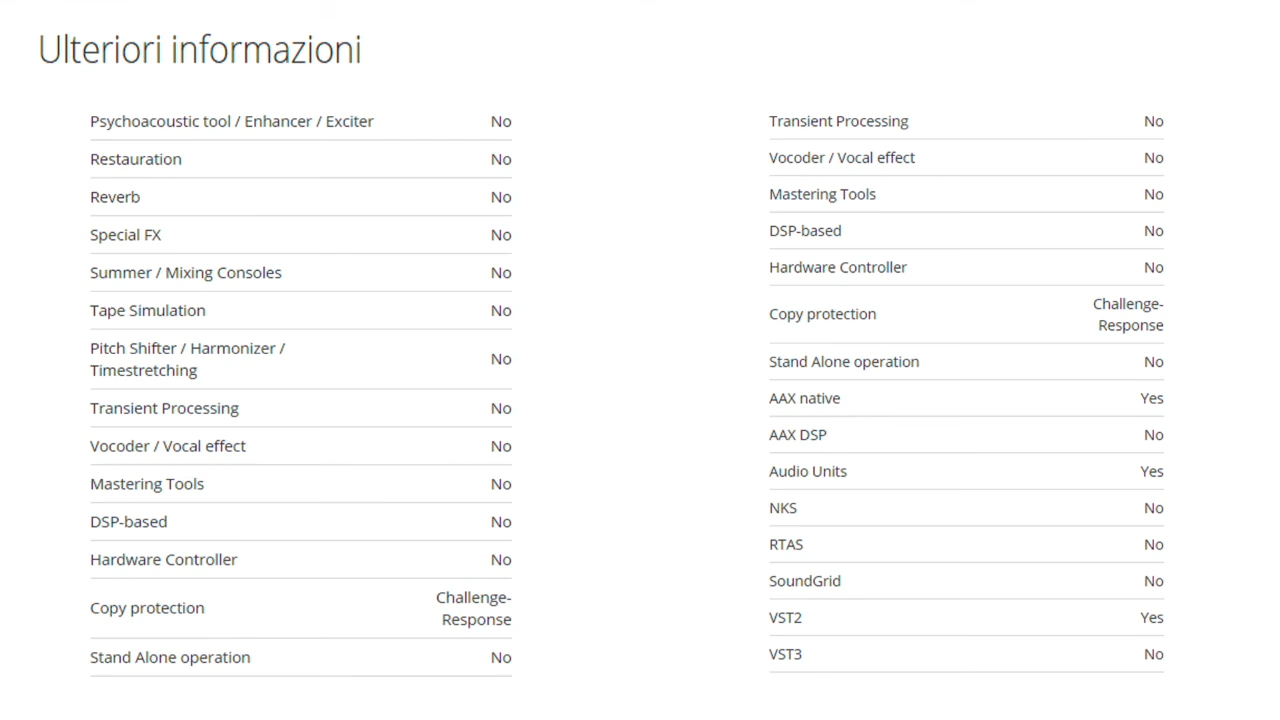 Ulteriori informazioni
Psychoacoustic tool / Enhancer / Exciter No
Restauration No
Reverb No
Special FX No
Summer / Mixing Consoles No
Tape Simulation No
Pitch Shifter / Harmonizer /
Timestretching No
Transient Processing No
Vocoder / Vocal effect No
Mastering Tools No
DSP-based No
Hardware Controller No
Copy protection Challenge-
Response
Stand Alone operation No
Transient Processing No
Vocoder / Vocal effect No
Mastering Tools No
DSP-based No
Hardware Controller No
Copy protection Challenge-
Response
Stand Alone operation No
AAX native Yes
AAX DSP No
Audio Units Yes
NKS No
RTAS No
SoundGrid No
VST2 Yes
VST3 No